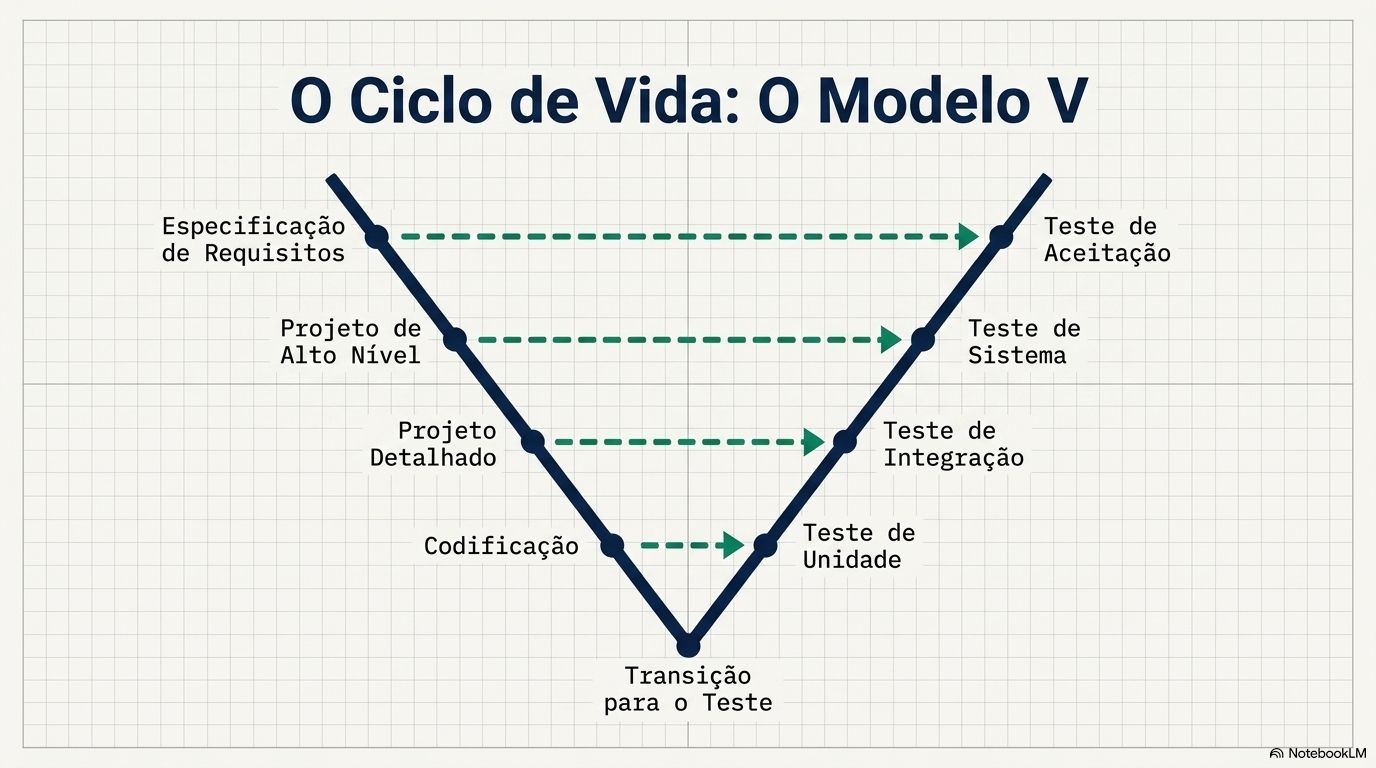 O Ciclo de Vida: O Modelo V
Especificação
de Requisitos
Teste de
Aceitação
Projeto de
Alto Nível
Teste de
Sistema
Projeto
Detalhado
Teste de
Integração
Codificação
Teste de
Unidade
Transição
para o Teste
NotebookLM